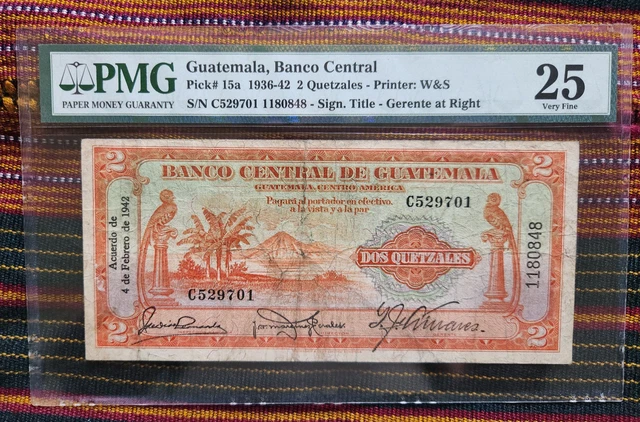 PMG
PAPER MONEY GUARANTY
Guatemala, Banco Central
Pick# 15a 1936-42 2 Quetzales - Printer: W&S
S/N C529701 1180848 - Sign. Title - Gerente at Right
25
Very Fine
2
2
BANCO CENTRAL DE GUATEMALA
GUATEMALA, CENTRO AMERICA
Pagará al portador en efectivo,
a la vista y a la par
C529701
Acuerdo de
4 de Febrero de 1942
DOS QUETZALES
1180848
C529701
2
2